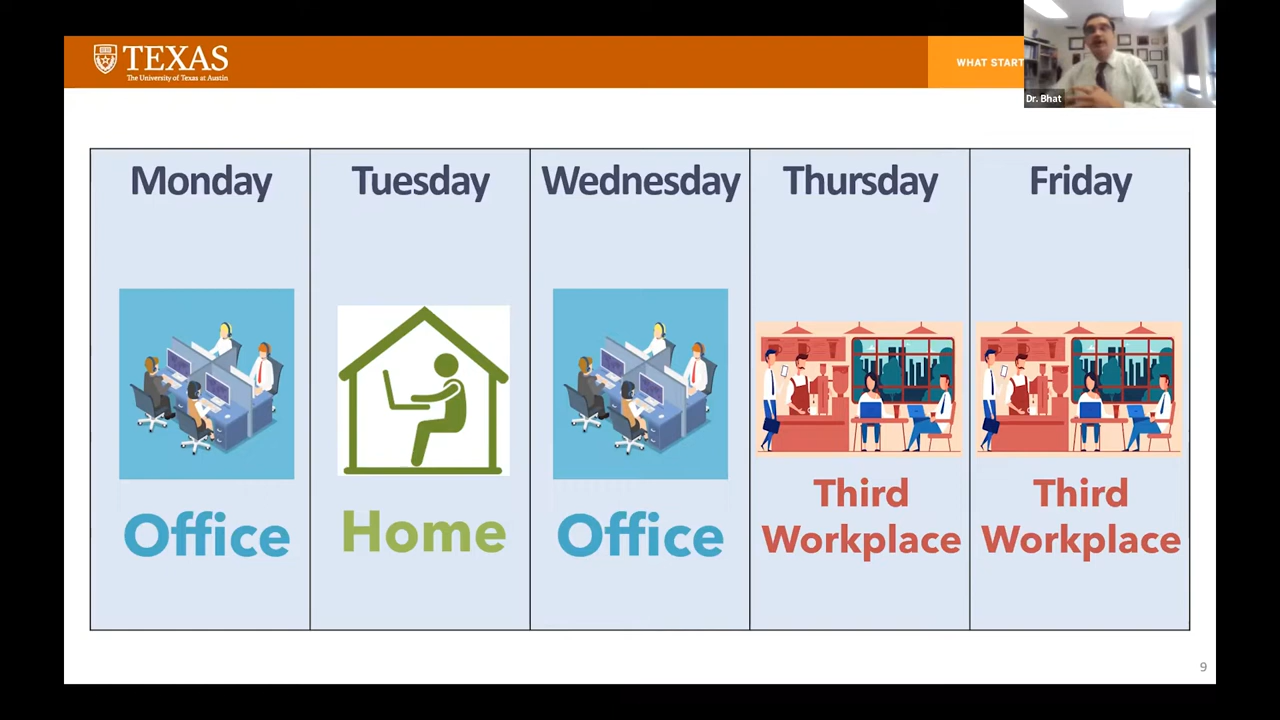 TEXAS
The University of Texas at Austin
WHAT START
Dr. Bhat
Monday
Tuesday
Wednesday
Thursday
Friday
Office
Home
Office
Third
Workplace
Third
Workplace
9